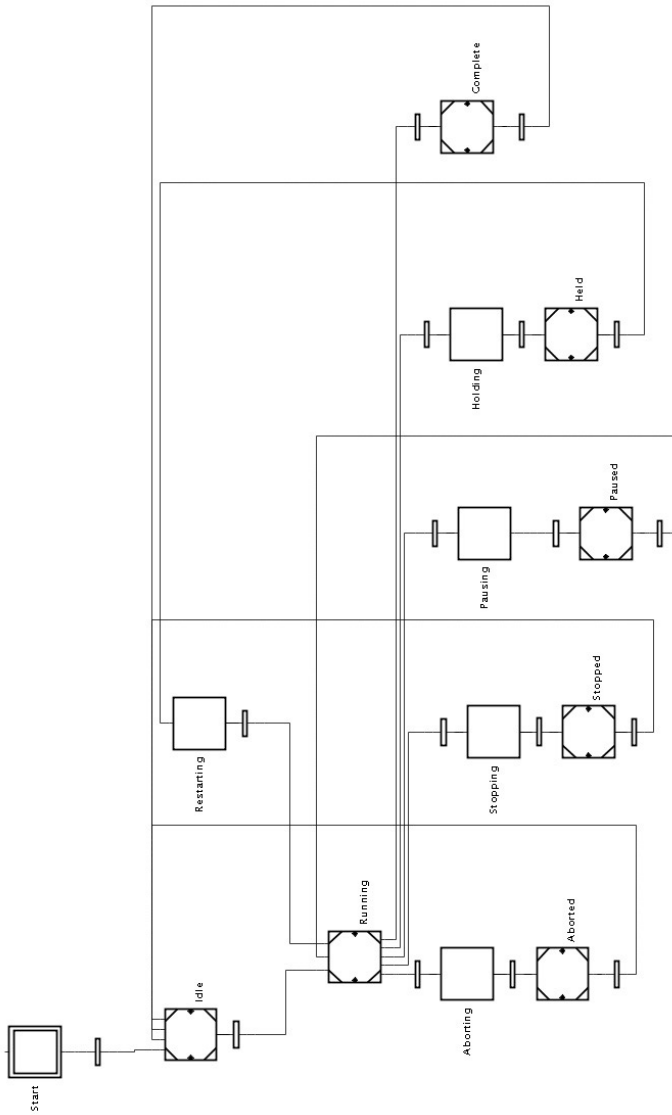 Start
Idle
Restarting
Running
Aborting
Aborted
Stopping
Stopped
Pausing
Paused
Holding
Held
Complete